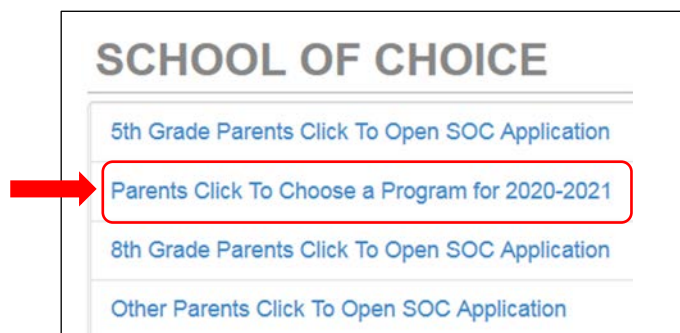 SCHOOL OF CHOICE
5th Grade Parents Click To Open SOC Application
Parents Click To Choose a Program for 2020-2021
8th Grade Parents Click To Open SOC Application
Other Parents Click To Open SOC Application